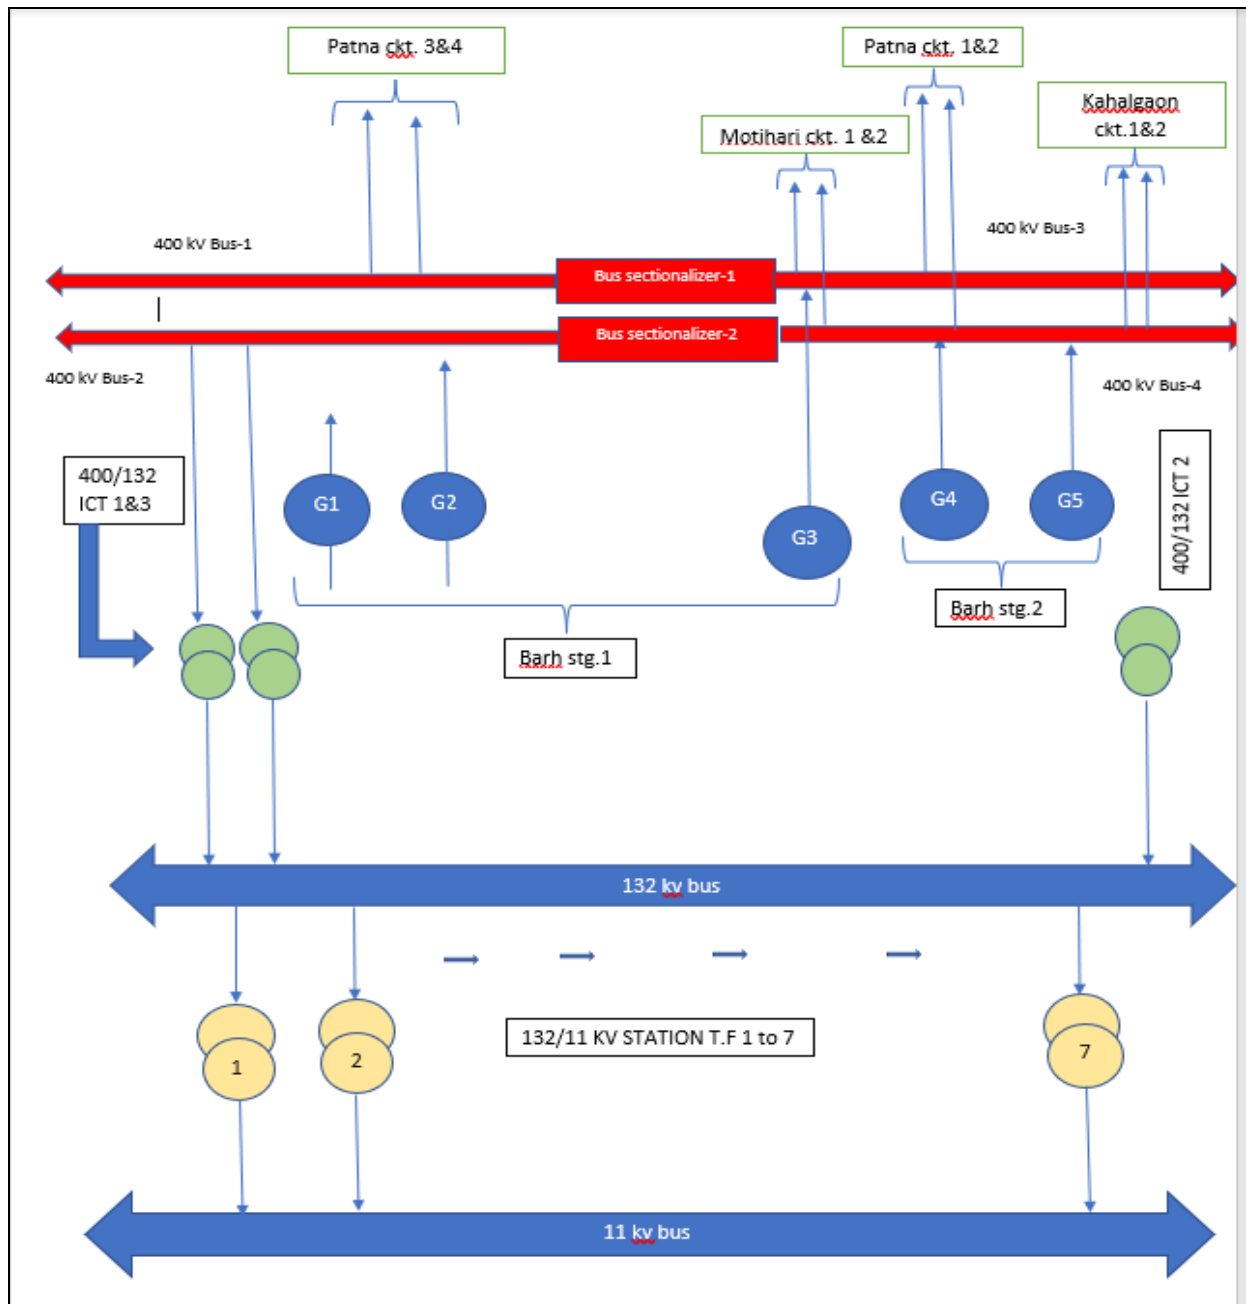 Patna ckt. 3&4
Patna ckt. 1&2
Kahalgaon
ckt.1&2
Motihari ckt. 1 &2
400 kV Bus-3
400 kV Bus-1
Bus sectionalizer-1
Bus sectionalizer-2
400 kV Bus-2
400 kV Bus-4
400/132
ICT 1&3
G1
G2
G3
G4
G5
400/132 ICT 2
Barh stg.2
Barh stg.1
132 kv bus
132/11 KV STATION T.F 1 to 7
1
2
7
11 kv bus